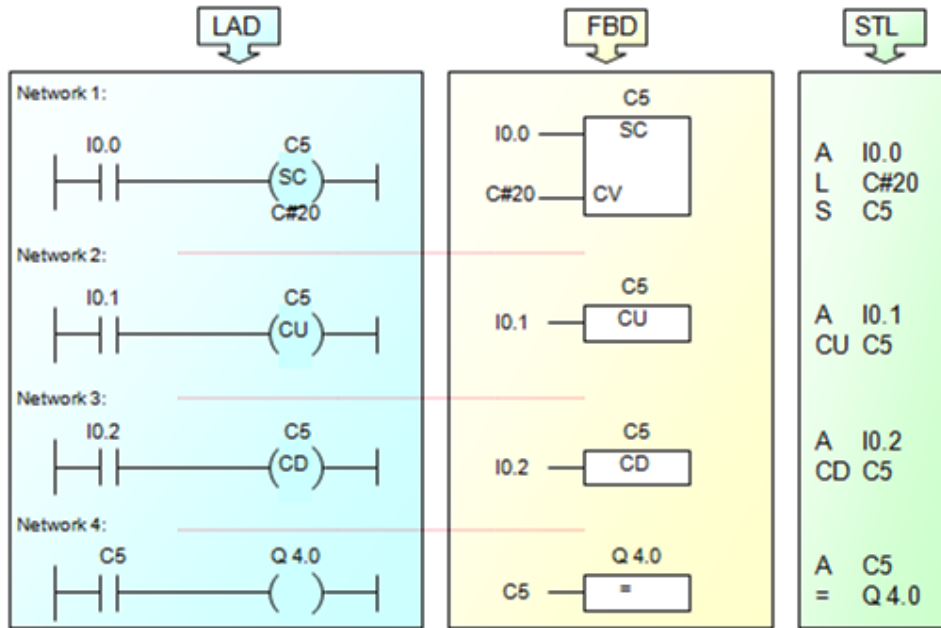 LAD
FBD
STL
Network 1:
I0.0
C5
SC
C#20
Network 2:
I0.1
C5
CU
Network 3:
I0.2
C5
CD
Network 4:
C5
Q 4.0
C5
I0.0
SC
C#20
CV
C5
I0.1
CU
C5
I0.2
CD
Q 4.0
C5
=
A I0.0
L C#20
S C5
A I0.1
CU C5
A I0.2
CD C5
A C5
= Q 4.0